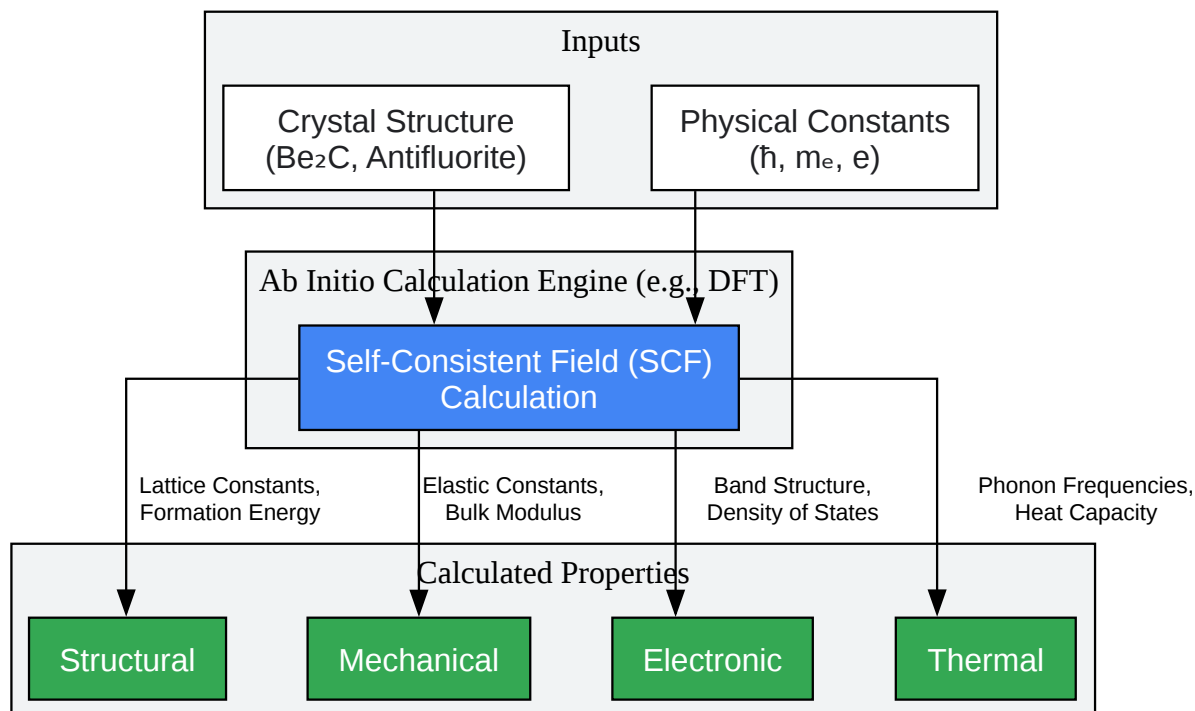 Inputs
Crystal Structure
(Be₂C, Antifluorite)
Physical Constants
(ħ, mₑ, e)
Ab Initio Calculation Engine (e.g., DFT)
Self-Consistent Field (SCF)
Calculation
Lattice Constants,
Formation Energy
Elastic Constants,
Bulk Modulus
Band Structure,
Density of States
Phonon Frequencies,
Heat Capacity
Calculated Properties
Structural
Mechanical
Electronic
Thermal